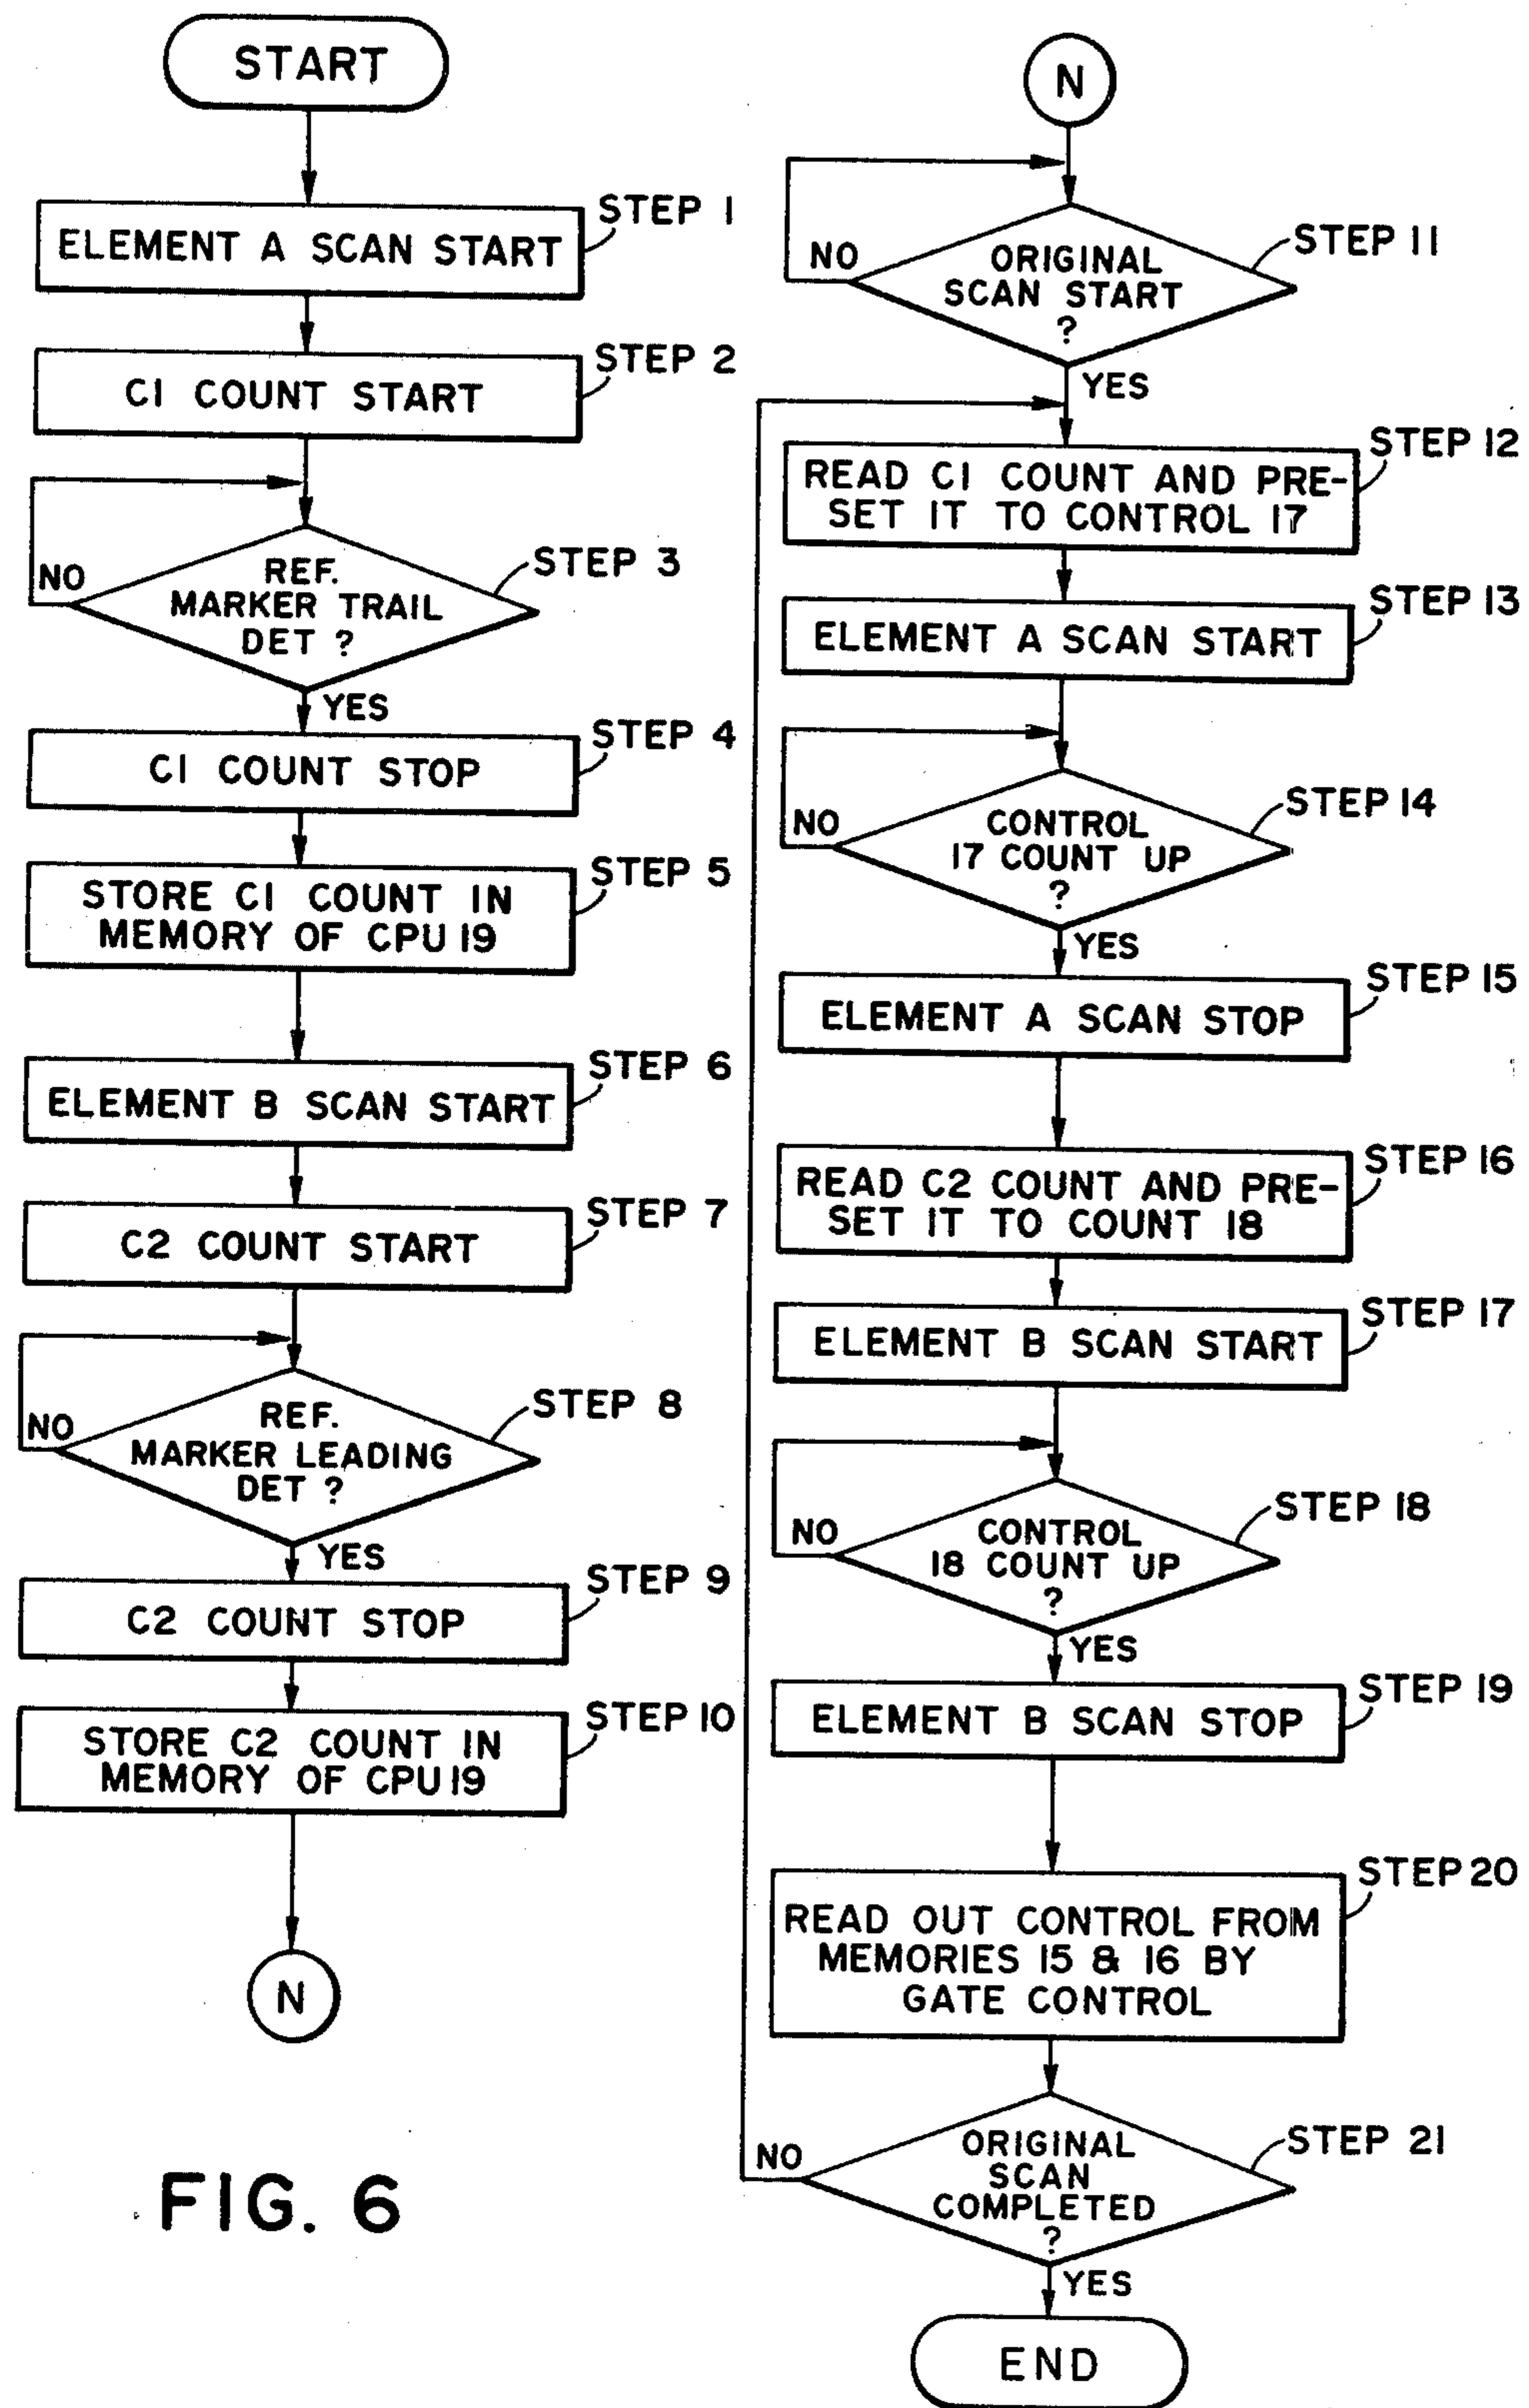 START
ELEMENT A SCAN START
STEP 1
C1 COUNT START
STEP 2
REF.
MARKER TRAIL
DET ?
NO
STEP 3
YES
C1 COUNT STOP
STEP 4
STORE C1 COUNT IN
MEMORY OF CPU 19
STEP 5
ELEMENT B SCAN START
STEP 6
C2 COUNT START
STEP 7
REF.
MARKER LEADING
DET ?
NO
STEP 8
YES
C2 COUNT STOP
STEP 9
STORE C2 COUNT IN
MEMORY OF CPU 19
STEP 10
N
FIG. 6
N
ORIGINAL
SCAN START
?
NO
STEP 11
YES
READ C1 COUNT AND PRE-
SET IT TO CONTROL 17
STEP 12
ELEMENT A SCAN START
STEP 13
CONTROL
17 COUNT UP
?
NO
STEP 14
YES
ELEMENT A SCAN STOP
STEP 15
READ C2 COUNT AND PRE-
SET IT TO COUNT 18
STEP 16
ELEMENT B SCAN START
STEP 17
CONTROL
18 COUNT UP
?
NO
STEP 18
YES
ELEMENT B SCAN STOP
STEP 19
READ OUT CONTROL FROM
MEMORIES 15 & 16 BY
GATE CONTROL
STEP 20
ORIGINAL
SCAN
COMPLETED
?
NO
STEP 21
YES
END